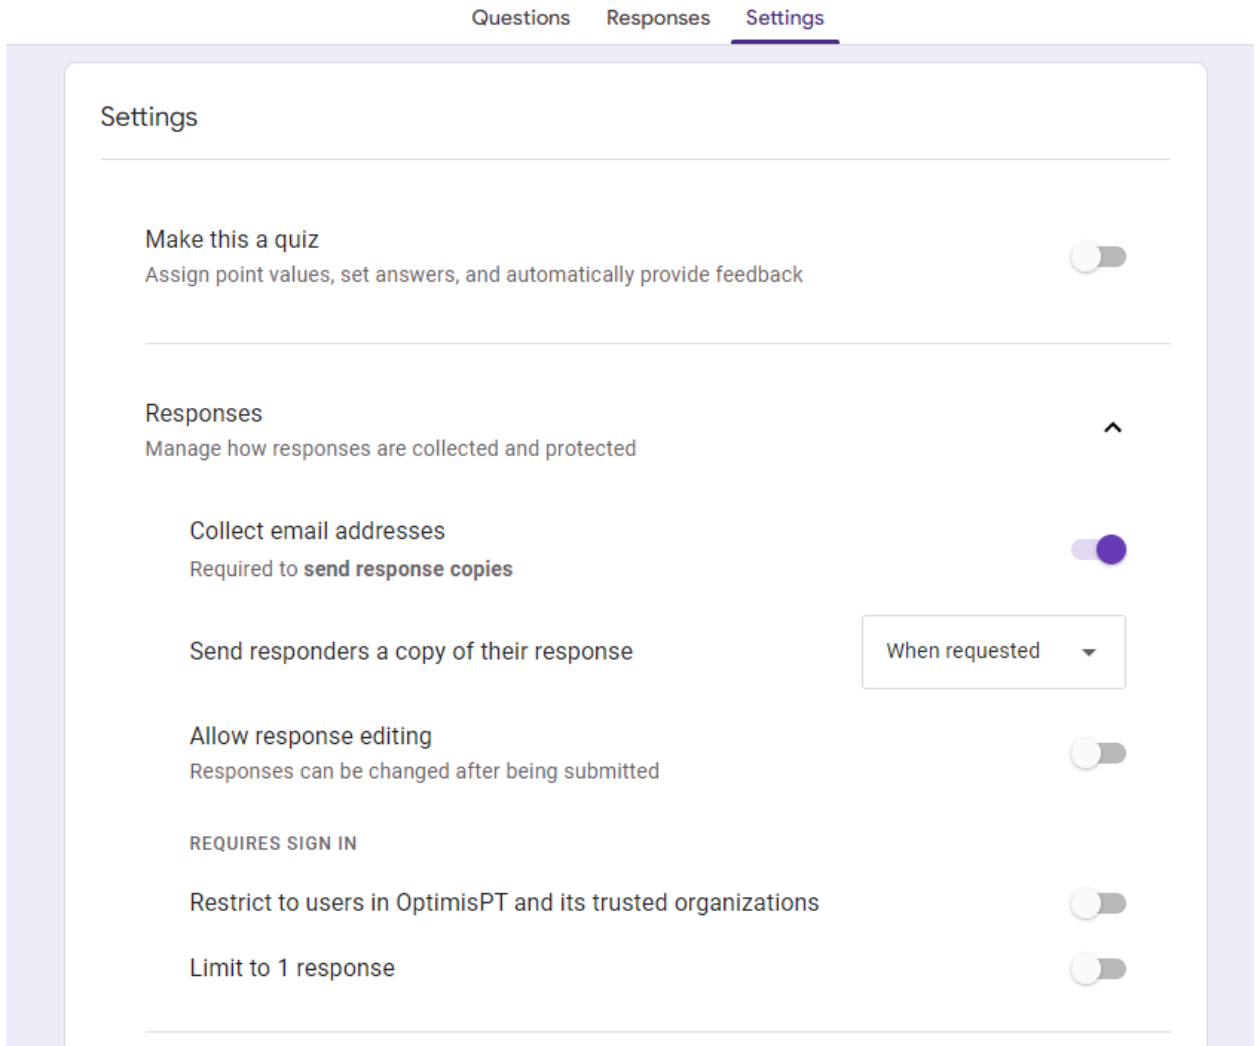 Questions Responses Settings
Settings
Make this a quiz
Assign point values, set answers, and automatically provide feedback
Responses
Manage how responses are collected and protected
Collect email addresses
Required to send response copies
Send responders a copy of their response When requested
Allow response editing
Responses can be changed after being submitted
REQUIRES SIGN IN
Restrict to users in OptimisPT and its trusted organizations
Limit to 1 response